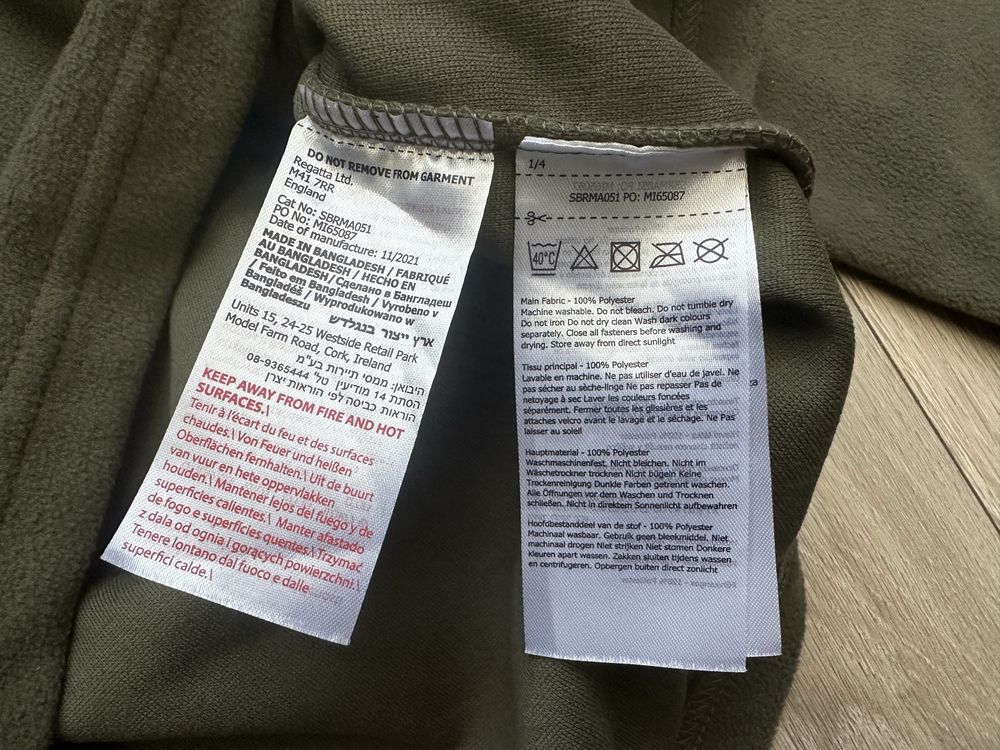 DO NOT REMOVE FROM GARMENT
Regatta Ltd.
M41 7RR
England
Cat No: SBRMA051
PO No: MI65087
Date of manufacture: 11/2021
MADE IN BANGLADESH / FABRIQUÉ
AU BANGLADESH / HECHO EN
BANGLADESH/Сделано в Бангладеш
/ Feito em Bangladesh / Vyrobeno v
Bangladéš / Wyprodukowano w
Bangladeszu
ארץ ייצור בנגלדש
Units 15, 24-25 Westside Retail Park
Model Farm Road, Cork, Ireland
היבואן: ממסי תיירות בע"מ
הסתת 14 מודיעין טל' 08-9365444
הוראות כביסה לפי הוראות יצרן
KEEP AWAY FROM FIRE AND HOT
SURFACES.\
Tenir à l'écart du feu et des surfaces
chaudes.\ Von Feuer und heißen
Oberflächen fernhalten.\ Uit de buurt
van vuur en hete oppervlakken
houden.\ Mantener lejos del fuego y de
superficies calientes.\ Manter afastado
de fogo e superfícies quentes.\ Trzymać
z dala od ognia i gorących powierzchni.\
Tenere lontano dal fuoco e dalle
superfici calde.\
1/4
SBRMA051 PO: MI65087
40°C
Main Fabric - 100% Polyester
Machine washable. Do not bleach. Do not tumble dry
Do not iron Do not dry clean Wash dark colours
separately. Close all fasteners before washing and
drying. Store away from direct sunlight
Tissu principal - 100% Polyester
Lavable en machine. Ne pas utiliser d'eau de javel. Ne
pas sécher au sèche-linge Ne pas repasser Pas de
netoyage à sec Laver les couleurs foncées
séparément. Fermer toutes les glissières et les
attaches velcro avant le lavage et le séchage. Ne Pas
laisser au soleil
Hauptmaterial - 100% Polyester
Waschmaschinenfest. Nicht bleichen. Nicht im
Wäschetrockner trocknen Nicht bügeln Keine
Trockenreinigung Dunkle Farben getrennt waschen.
Alle Öffnungen vor dem Waschen und Trocknen
schließen. Nicht in direktem Sonnenlicht aufbewahren
Hoofdbestanddeel van de stof - 100% Polyester
Machinaal wasbaar. Gebruik geen bleekmiddel. Niet
machinaal drogen Niet strijken Niet stomen Donkere
kleuren apart wassen. Zakken sluiten tijdens wassen
en centrifugeren. Opbergen buiten direct zonlicht